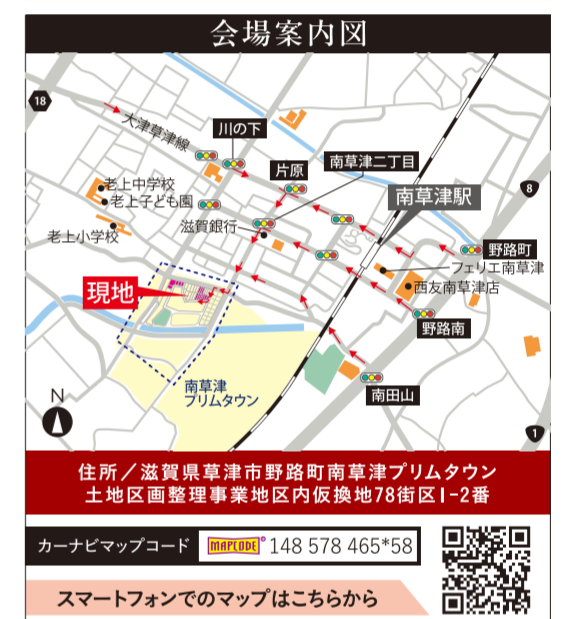 会場案内図
18
大津草津線
川の下
片原
南草津二丁目
南草津駅
8
老上中学校
老上子ども園
老上小学校
滋賀銀行
野路町
フェリエ南草津
西友南草津店
現地
野路南
南草津
プリムタウン
南田山
N
1
住所／滋賀県草津市野路町南草津プリムタウン
土地区画整理事業地区内仮換地78街区1-2番
カーナビマップコード MAPCODE 148 578 465*58
スマートフォンでのマップはこちらから